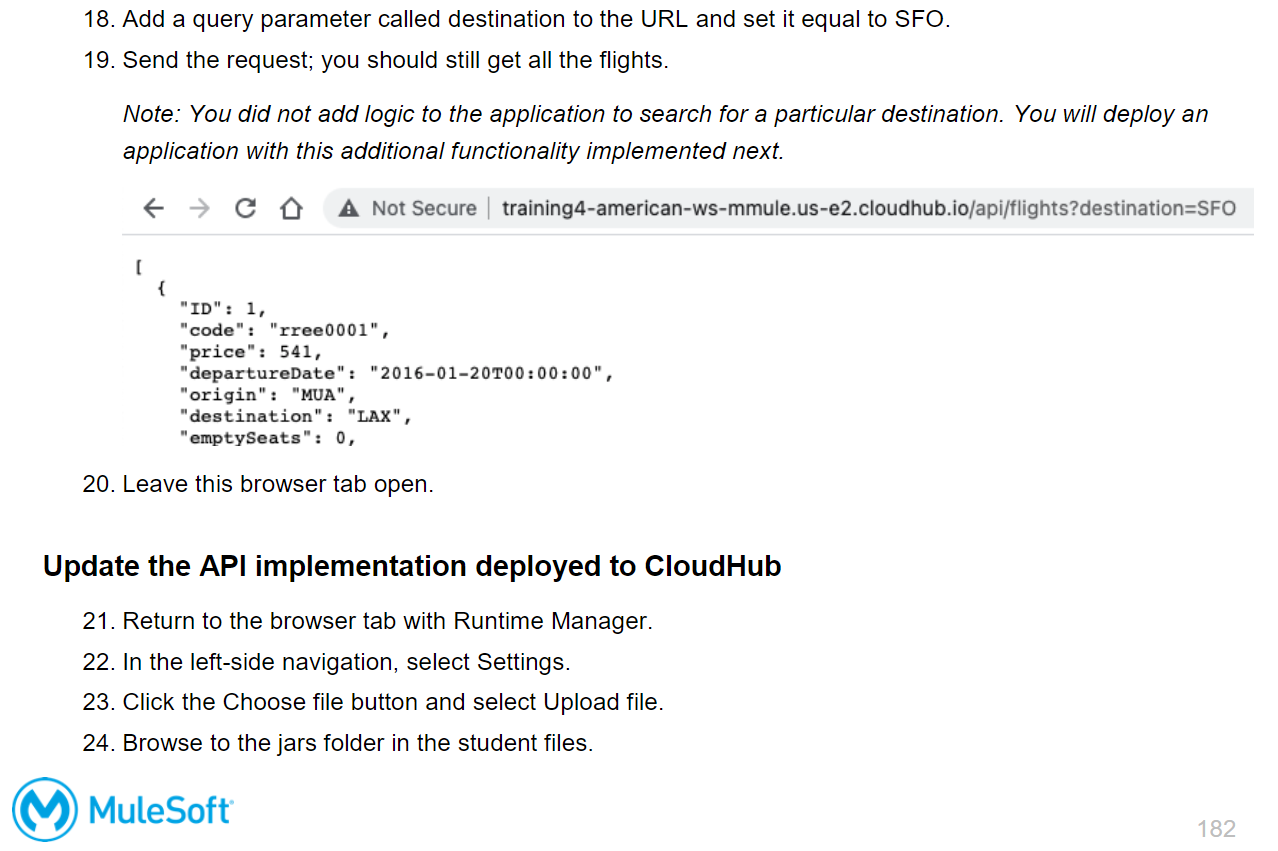 18. Add a query parameter called destination to the URL and set it equal to SFO.
19. Send the request; you should still get all the flights.
Note: You did not add logic to the application to search for a particular destination. You will deploy an
application with this additional functionality implemented next.
Not Secure | training4-american-ws-mmule.us-e2.cloudhub.io/api/flights?destination=SFO
[
{
"ID": 1,
"code": "rree0001",
"price": 541,
"departureDate": "2016-01-20T00:00:00",
"origin": "MUA",
"destination": "LAX",
"emptySeats": 0,
20. Leave this browser tab open.
Update the API implementation deployed to CloudHub
21. Return to the browser tab with Runtime Manager.
22. In the left-side navigation, select Settings.
23. Click the Choose file button and select Upload file.
24. Browse to the jars folder in the student files.
MuleSoft
182